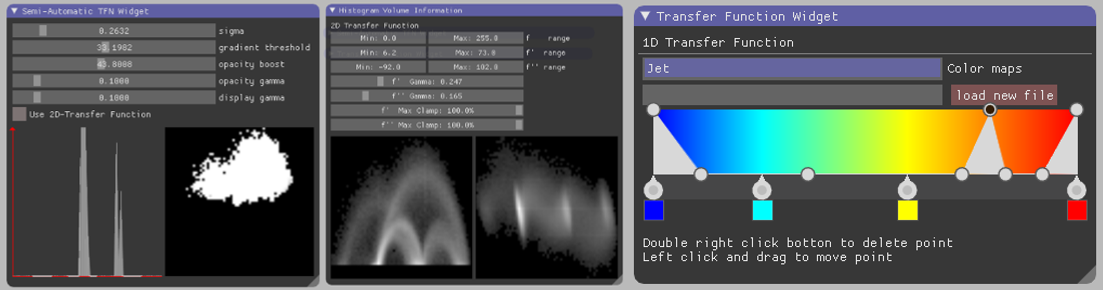 Semi-Automatic TFN Widget
0.2632 sigma
33.1982 gradient threshold
43.8088 opacity boost
0.1808 opacity gamma
0.1808 display gamma
Use 2D-Transfer Function
Histogram Volume Information
2D Transfer Function
Min: 0.0 Max: 255.0 f range
Min: 6.2 Max: 73.8 f' range
Min: -92.0 Max: 102.0 f'' range
f' Gamma: 0.247
f'' Gamma: 0.165
f' Max Clamp: 100.0%
f'' Max Clamp: 100.0%
Transfer Function Widget
1D Transfer Function
Jet Color maps
load new file
Double right click botton to delete point
Left click and drag to move point